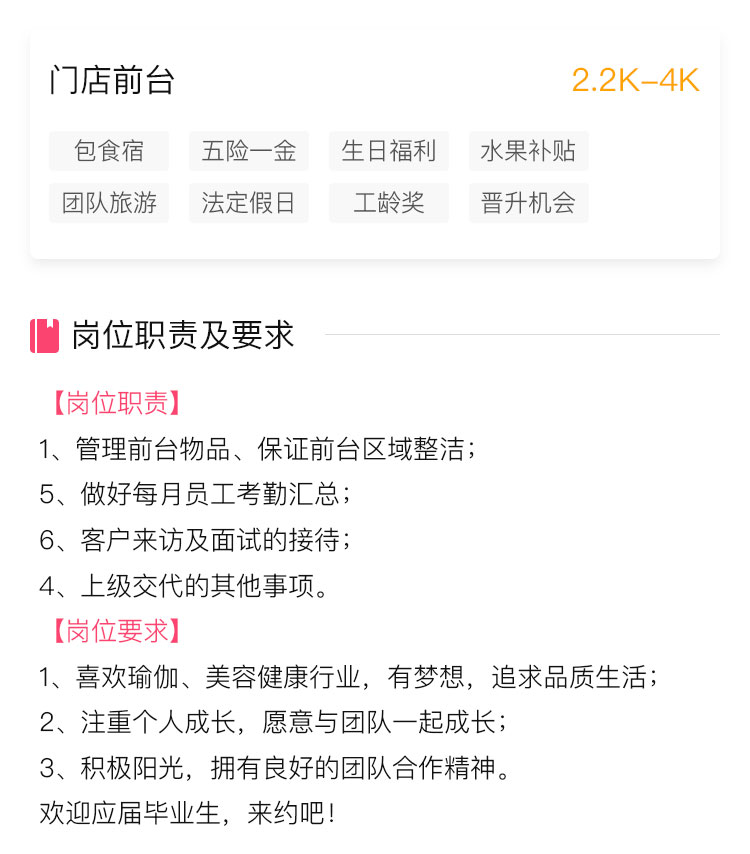 门店前台 2.2K-4K
包食宿 五险一金 生日福利 水果补贴
团队旅游 法定假日 工龄奖 晋升机会
岗位职责及要求
【岗位职责】
1、管理前台物品、保证前台区域整洁；
5、做好每月员工考勤汇总；
6、客户来访及面试的接待；
4、上级交代的其他事项。
【岗位要求】
1、喜欢瑜伽、美容健康行业，有梦想，追求品质生活；
2、注重个人成长，愿意与团队一起成长；
3、积极阳光，拥有良好的团队合作精神。
欢迎应届毕业生，来约吧！